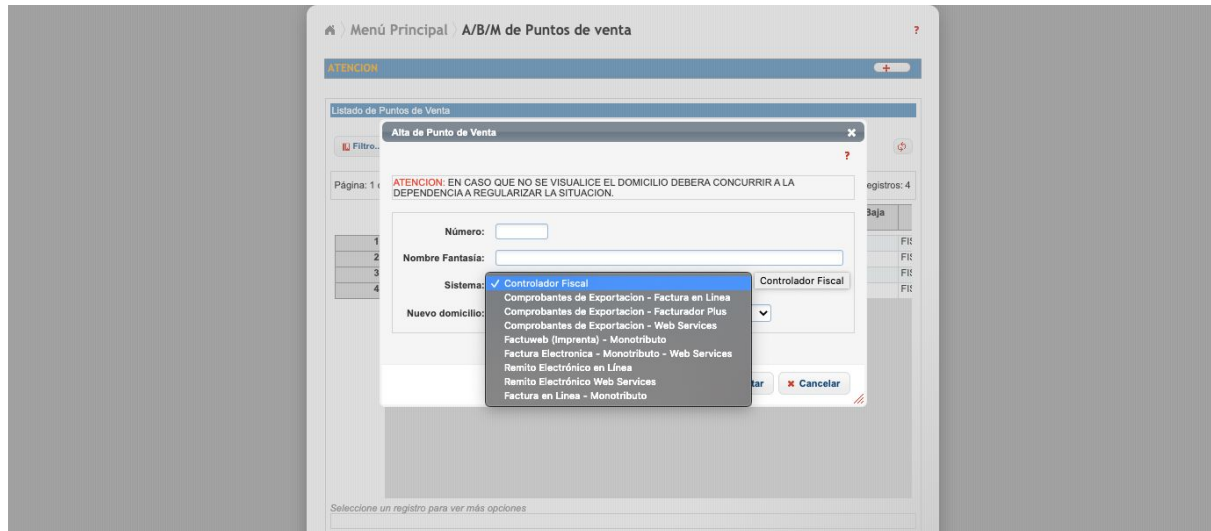 Menú Principal A/B/M de Puntos de venta ?
ATENCION
Listado de Puntos de Venta
Alta de Punto de Venta
Filtro..
?
Página: 1
ATENCION: EN CASO QUE NO SE VISUALICE EL DOMICILIO DEBERA CONCURRIR A LA
DEPENDENCIA A REGULARIZAR LA SITUACION.
egistros: 4
Baja
Número:
1 FIS
Nombre Fantasía:
2 FIS
3 FIS
Sistema: ✓ Controlador Fiscal
Controlador Fiscal
4 FIS
Comprobantes de Exportacion - Factura en Linea
Nuevo domicilio: Comprobantes de Exportacion - Facturador Plus
Comprobantes de Exportacion - Web Services
Factuweb (Imprenta) - Monotributo
Factura Electronica - Monotributo - Web Services
Remito Electrónico en Línea
Remito Electrónico Web Services
Factura en Linea - Monotributo
tar Cancelar
Seleccione un registro para ver más opciones